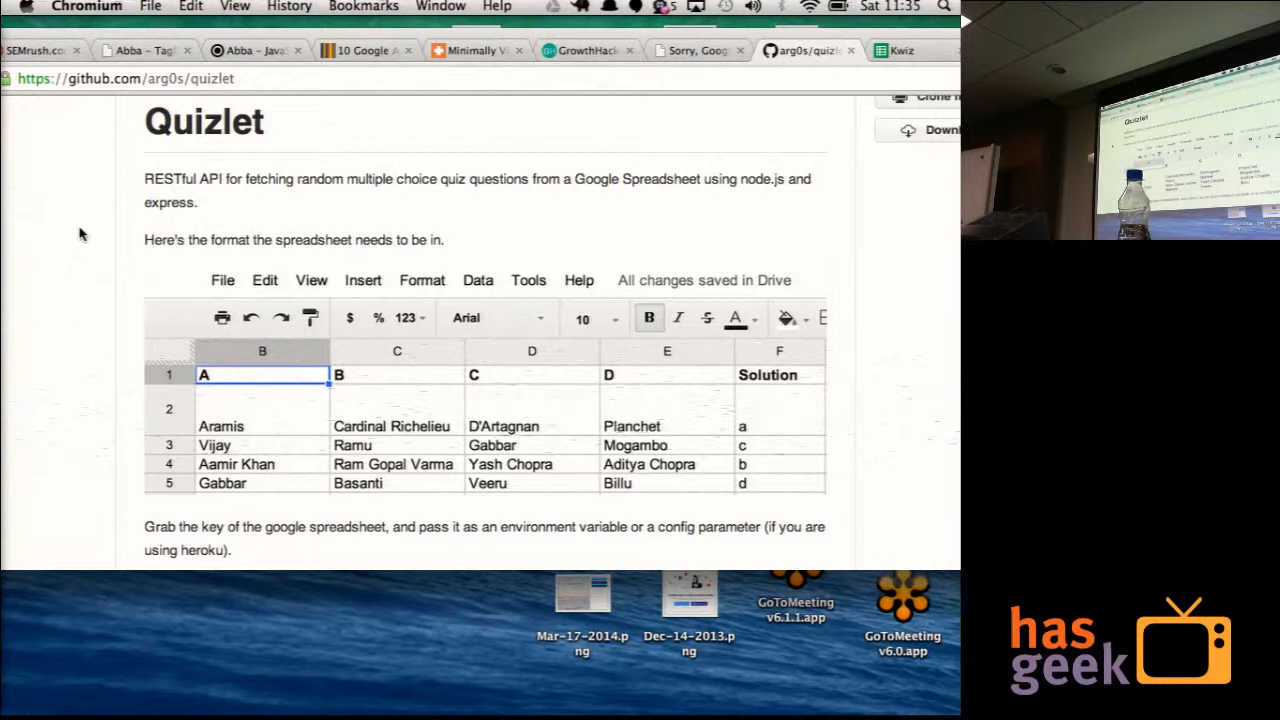 Chromium File Edit View History Bookmarks Window Help 5 Sat 11:35
SEMrush.co Abba – Tag Abba – Java 10 Google A Minimally Vi GrowthHack Sorry, Goog arg0s/quizl Kwiz
https://github.com/arg0s/quizlet
Quizlet
Downl
RESTful API for fetching random multiple choice quiz questions from a Google Spreadsheet using node.js and
express.
Here's the format the spreadsheet needs to be in.
File Edit View Insert Format Data Tools Help All changes saved in Drive
$ % 123 Arial 10 B I S A
B C D E F
1 A B C D Solution
2 Aramis Cardinal Richelieu D'Artagnan Planchet a
3 Vijay Ramu Gabbar Mogambo c
4 Aamir Khan Ram Gopal Varma Yash Chopra Aditya Chopra b
5 Gabbar Basanti Veeru Billu d
Grab the key of the google spreadsheet, and pass it as an environment variable or a config parameter (if you are
using heroku).
Mar-17-2014.p
ng
Dec-14-2013.p
ng
GoToMeeting
v6.1.1.app
GoToMeeting
v6.0.app
Quizlet
has
geek